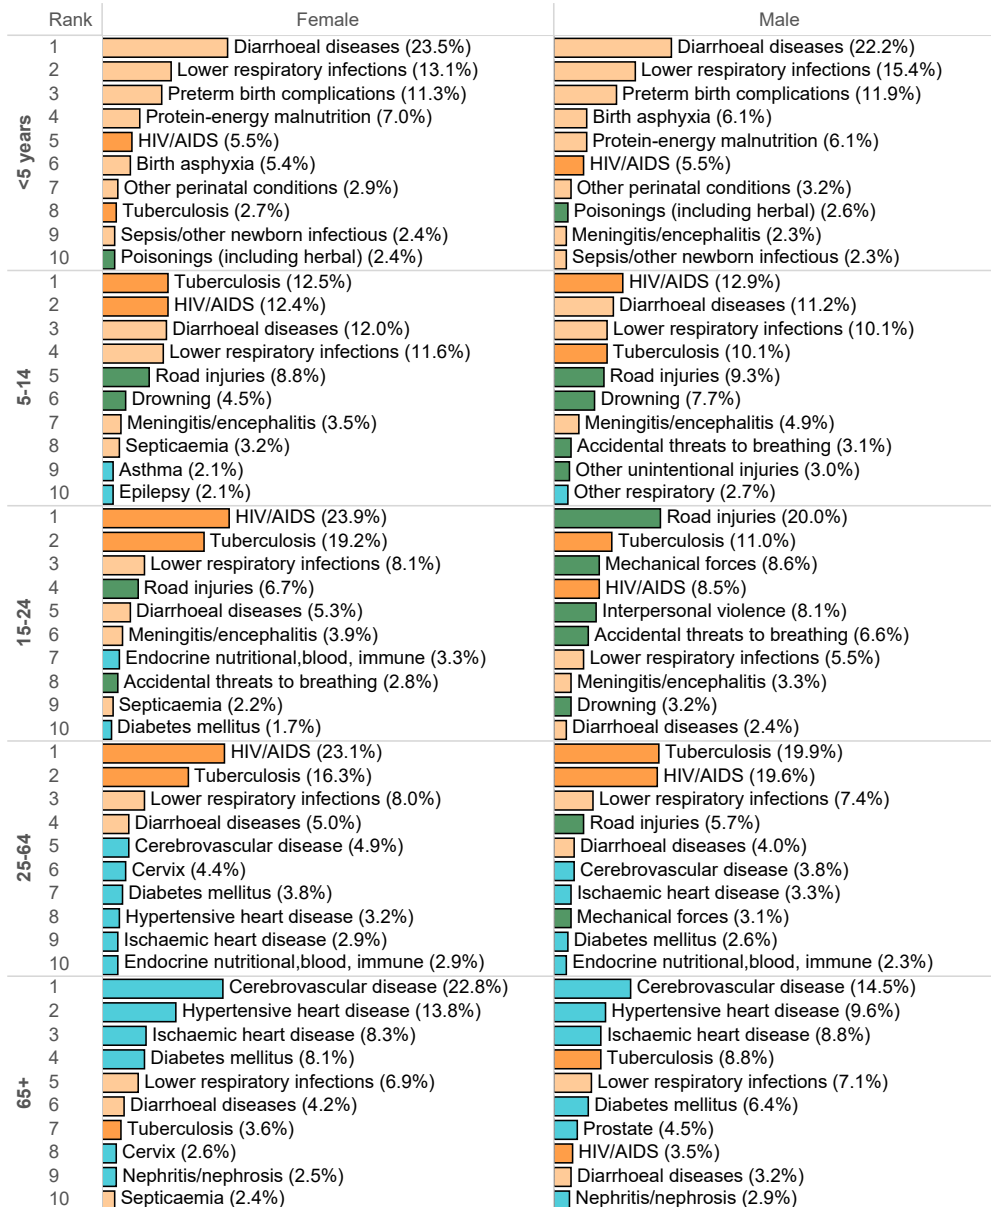 Rank Female Male
<5 years
1 Diarrhoeal diseases (23.5%) Diarrhoeal diseases (22.2%)
2 Lower respiratory infections (13.1%) Lower respiratory infections (15.4%)
3 Preterm birth complications (11.3%) Preterm birth complications (11.9%)
4 Protein-energy malnutrition (7.0%) Birth asphyxia (6.1%)
5 HIV/AIDS (5.5%) Protein-energy malnutrition (6.1%)
6 Birth asphyxia (5.4%) HIV/AIDS (5.5%)
7 Other perinatal conditions (2.9%) Other perinatal conditions (3.2%)
8 Tuberculosis (2.7%) Poisonings (including herbal) (2.6%)
9 Sepsis/other newborn infectious (2.4%) Meningitis/encephalitis (2.3%)
10 Poisonings (including herbal) (2.4%) Sepsis/other newborn infectious (2.3%)
5-14
1 Tuberculosis (12.5%) HIV/AIDS (12.9%)
2 HIV/AIDS (12.4%) Diarrhoeal diseases (11.2%)
3 Diarrhoeal diseases (12.0%) Lower respiratory infections (10.1%)
4 Lower respiratory infections (11.6%) Tuberculosis (10.1%)
5 Road injuries (8.8%) Road injuries (9.3%)
6 Drowning (4.5%) Drowning (7.7%)
7 Meningitis/encephalitis (3.5%) Meningitis/encephalitis (4.9%)
8 Septicaemia (3.2%) Accidental threats to breathing (3.1%)
9 Asthma (2.1%) Other unintentional injuries (3.0%)
10 Epilepsy (2.1%) Other respiratory (2.7%)
15-24
1 HIV/AIDS (23.9%) Road injuries (20.0%)
2 Tuberculosis (19.2%) Tuberculosis (11.0%)
3 Lower respiratory infections (8.1%) Mechanical forces (8.6%)
4 Road injuries (6.7%) HIV/AIDS (8.5%)
5 Diarrhoeal diseases (5.3%) Interpersonal violence (8.1%)
6 Meningitis/encephalitis (3.9%) Accidental threats to breathing (6.6%)
7 Endocrine nutritional,blood, immune (3.3%) Lower respiratory infections (5.5%)
8 Accidental threats to breathing (2.8%) Meningitis/encephalitis (3.3%)
9 Septicaemia (2.2%) Drowning (3.2%)
10 Diabetes mellitus (1.7%) Diarrhoeal diseases (2.4%)
25-64
1 HIV/AIDS (23.1%) Tuberculosis (19.9%)
2 Tuberculosis (16.3%) HIV/AIDS (19.6%)
3 Lower respiratory infections (8.0%) Lower respiratory infections (7.4%)
4 Diarrhoeal diseases (5.0%) Road injuries (5.7%)
5 Cerebrovascular disease (4.9%) Diarrhoeal diseases (4.0%)
6 Cervix (4.4%) Cerebrovascular disease (3.8%)
7 Diabetes mellitus (3.8%) Ischaemic heart disease (3.3%)
8 Hypertensive heart disease (3.2%) Mechanical forces (3.1%)
9 Ischaemic heart disease (2.9%) Diabetes mellitus (2.6%)
10 Endocrine nutritional,blood, immune (2.9%) Endocrine nutritional,blood, immune (2.3%)
65+
1 Cerebrovascular disease (22.8%) Cerebrovascular disease (14.5%)
2 Hypertensive heart disease (13.8%) Hypertensive heart disease (9.6%)
3 Ischaemic heart disease (8.3%) Ischaemic heart disease (8.8%)
4 Diabetes mellitus (8.1%) Tuberculosis (8.8%)
5 Lower respiratory infections (6.9%) Lower respiratory infections (7.1%)
6 Diarrhoeal diseases (4.2%) Diabetes mellitus (6.4%)
7 Tuberculosis (3.6%) Prostate (4.5%)
8 Cervix (2.6%) HIV/AIDS (3.5%)
9 Nephritis/nephrosis (2.5%) Diarrhoeal diseases (3.2%)
10 Septicaemia (2.4%) Nephritis/nephrosis (2.9%)